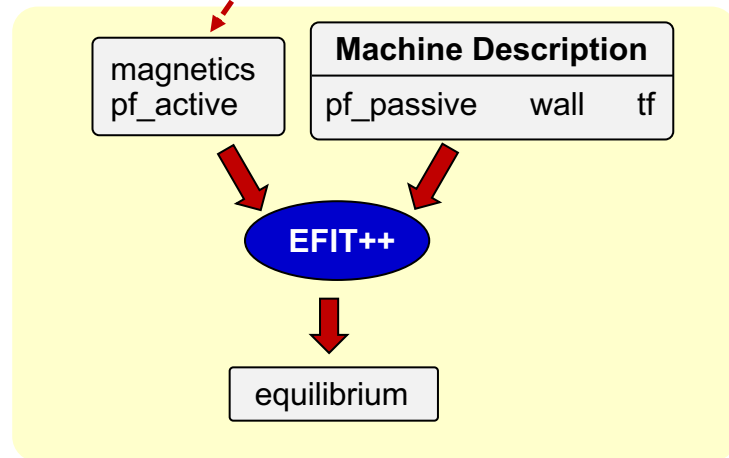 magnetics
pf_active
Machine Description
pf_passive wall tf
EFIT++
equilibrium